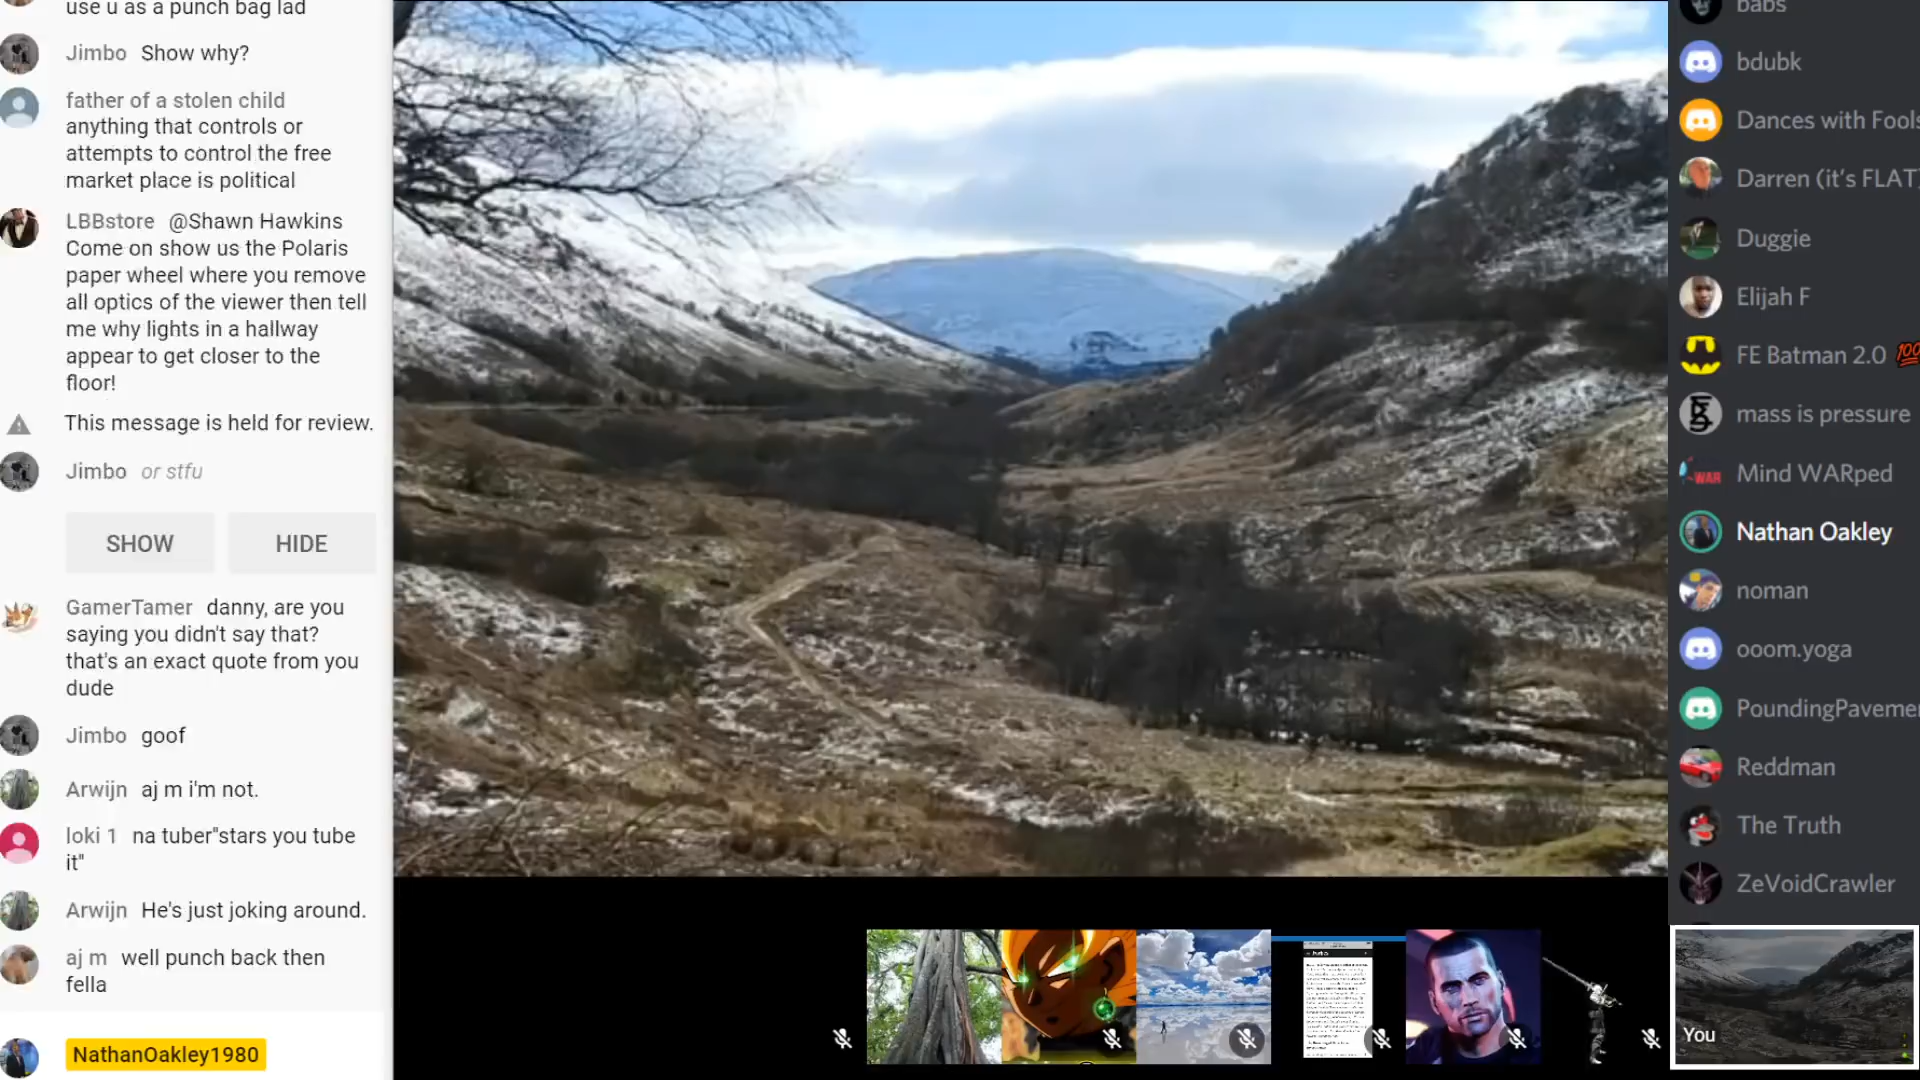 use u as a punch bag lad
Jimbo Show why?
father of a stolen child
anything that controls or
attempts to control the free
market place is political
LBBstore @Shawn Hawkins
Come on show us the Polaris
paper wheel where you remove
all optics of the viewer then tell
me why lights in a hallway
appear to get closer to the
floor!
This message is held for review.
Jimbo or stfu
SHOW HIDE
GamerTamer danny, are you
saying you didn't say that?
that's an exact quote from you
dude
Jimbo goof
Arwijn aj m i'm not.
loki 1 na tuber"stars you tube
it"
Arwijn He's just joking around.
aj m well punch back then
fella
NathanOakley1980
babs
bdubk
Dances with Fools
Darren (it's FLAT)
Duggie
Elijah F
FE Batman 2.0 💯
mass is pressure
WAR
Mind WARped
Nathan Oakley
noman
ooom.yoga
PoundingPavemen
Reddman
The Truth
ZeVoidCrawler
You